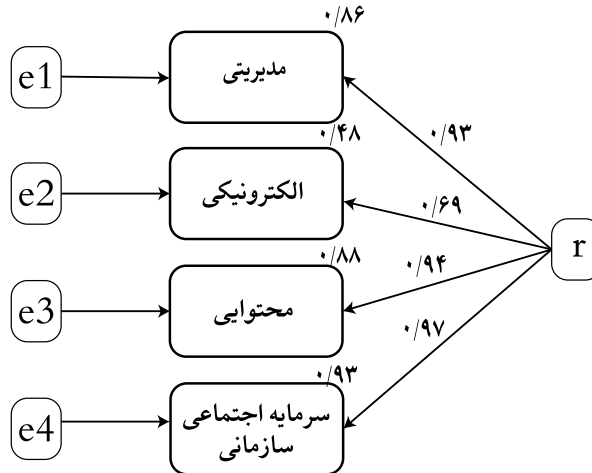 ۰/۸۶
e1
مدیریتی
۰/۹۳
۰/۴۸
e2
الکترونیکی
۰/۶۹
r
۰/۸۸
e3
محتوایی
۰/۹۴
۰/۹۷
۰/۹۳
e4
سرمایه اجتماعی
سازمانی